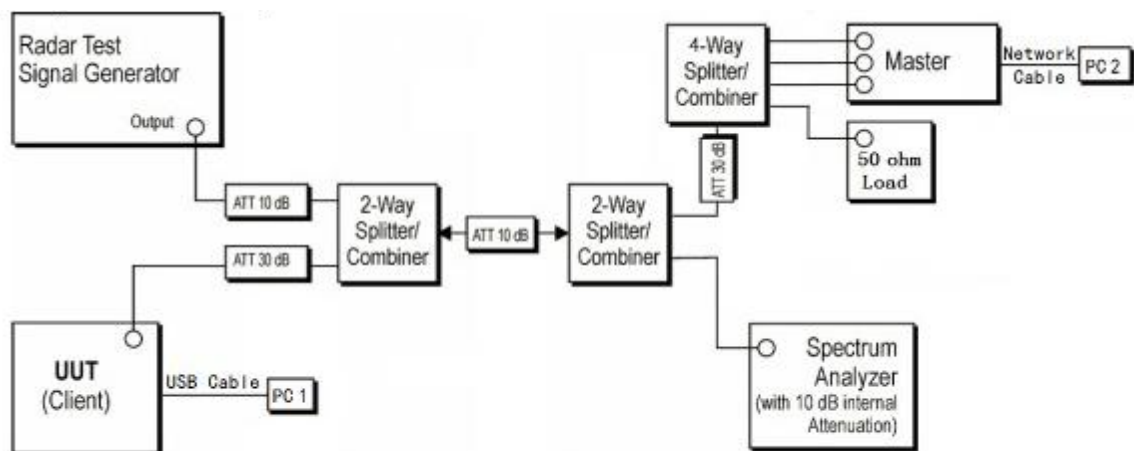 Radar Test
Signal Generator
Output
ATT 10 dB
2-Way
Splitter/
Combiner
ATT 30 dB
UUT
(Client)
USB Cable
PC 1
ATT 10 dB
2-Way
Splitter/
Combiner
ATT 30 dB
4-Way
Splitter/
Combiner
Master
Network
Cable
PC 2
50 ohm
Load
Spectrum
Analyzer
(with 10 dB internal
Attenuation)